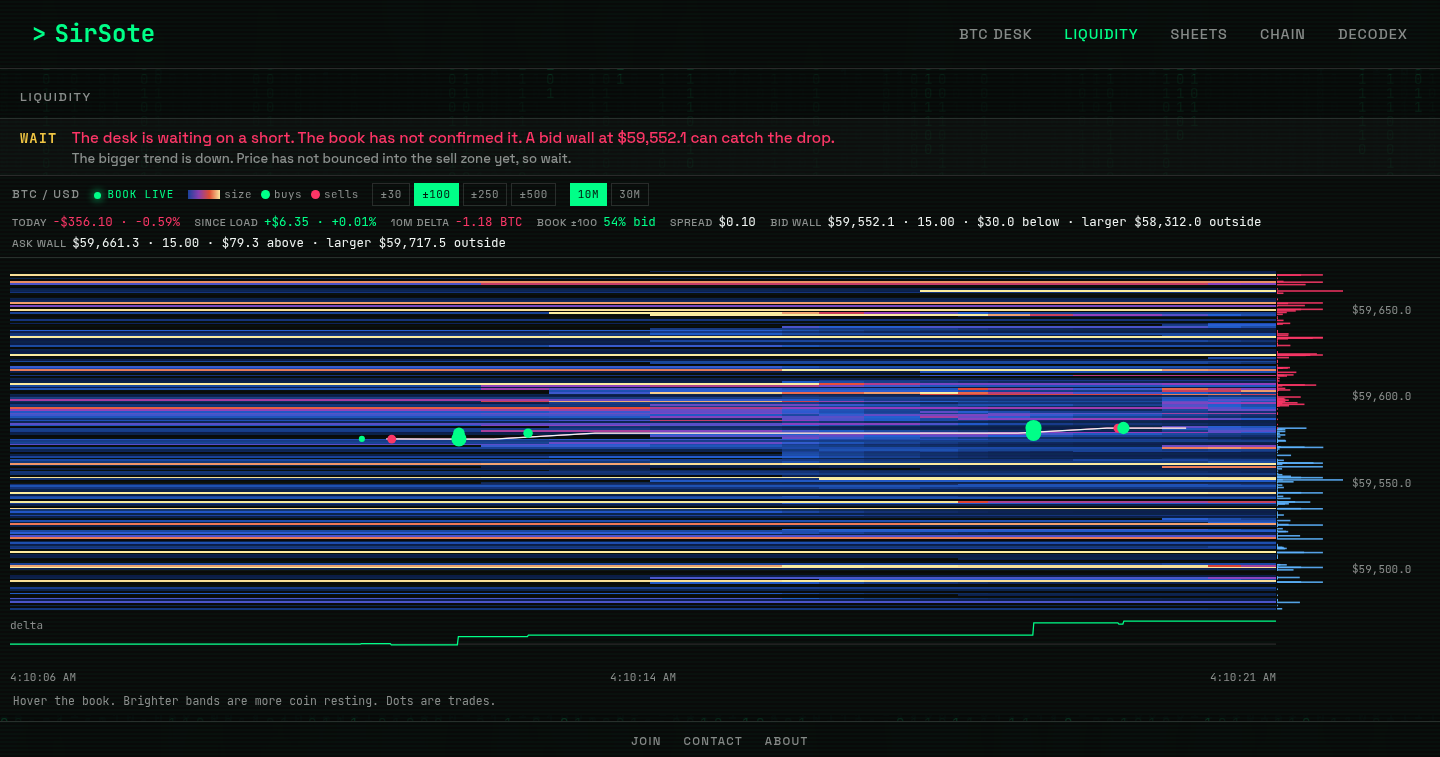 > SirSote
BTC DESK LIQUIDITY SHEETS CHAIN DECODEX
LIQUIDITY
WAIT The desk is waiting on a short. The book has not confirmed it. A bid wall at $59,552.1 can catch the drop.
The bigger trend is down. Price has not bounced into the sell zone yet, so wait.
BTC / USD BOOK LIVE size buys sells ±30 ±100 ±250 ±500 10M 30M
TODAY -$356.10 · -0.59% SINCE LOAD +$6.35 · +0.01% 10M DELTA -1.18 BTC BOOK ±100 54% bid SPREAD $0.10 BID WALL $59,552.1 · 15.00 · $30.0 below · larger $58,312.0 outside
ASK WALL $59,661.3 · 15.00 · $79.3 above · larger $59,717.5 outside
$59,650.0
$59,600.0
$59,550.0
$59,500.0
delta
4:10:06 AM 4:10:14 AM 4:10:21 AM
Hover the book. Brighter bands are more coin resting. Dots are trades.
JOIN CONTACT ABOUT